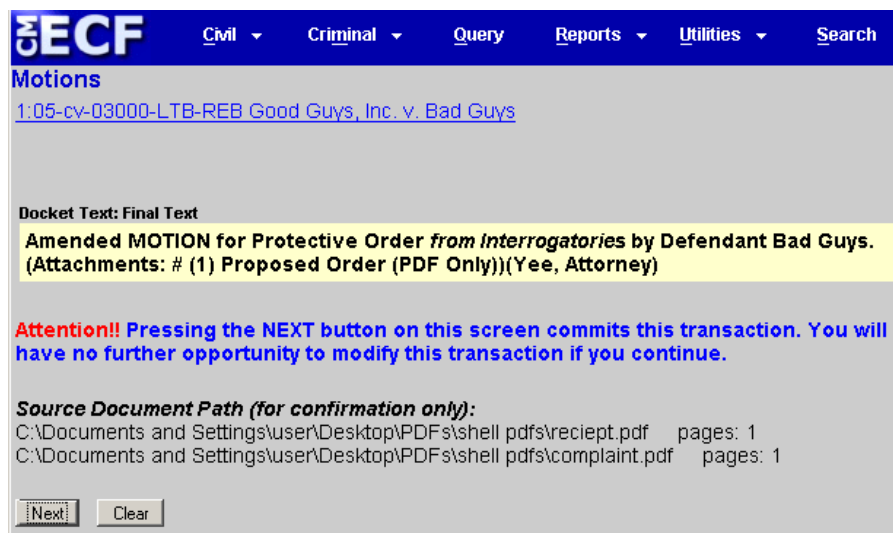 CM ECF Civil Criminal Query Reports Utilities Search
Motions
1:05-cv-03000-LTB-REB Good Guys, Inc. v. Bad Guys
Docket Text: Final Text
Amended MOTION for Protective Order from Interrogatories by Defendant Bad Guys.
(Attachments: # (1) Proposed Order (PDF Only))(Yee, Attorney)
Attention!! Pressing the NEXT button on this screen commits this transaction. You will
have no further opportunity to modify this transaction if you continue.
Source Document Path (for confirmation only):
C:\Documents and Settings\user\Desktop\PDFs\shell pdfs\reciept.pdf pages: 1
C:\Documents and Settings\user\Desktop\PDFs\shell pdfs\complaint.pdf pages: 1
Next Clear